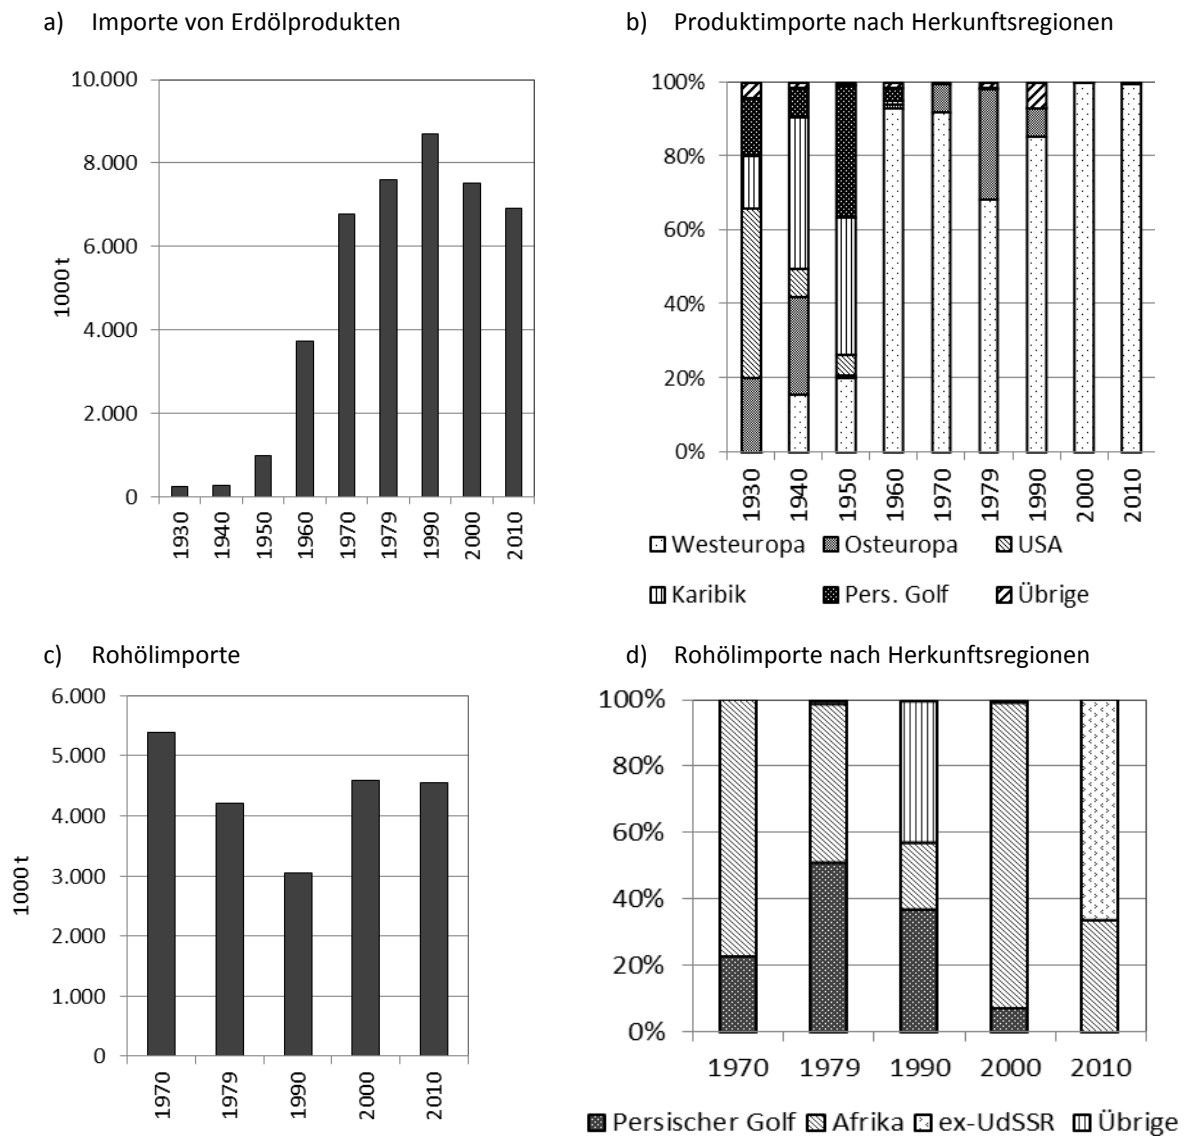 a) Importe von Erdölprodukten
10.000
8.000
6.000
4.000
2.000
0
1000 t
1930 1940 1950 1960 1970 1979 1990 2000 2010
b) Produktimporte nach Herkunftsregionen
100%
80%
60%
40%
20%
0%
1930 1940 1950 1960 1970 1979 1990 2000 2010
Westeuropa Osteuropa USA
Karibik Pers. Golf Übrige
c) Rohölimporte
6.000
5.000
4.000
3.000
2.000
1.000
0
1000 t
1970 1979 1990 2000 2010
d) Rohölimporte nach Herkunftsregionen
100%
80%
60%
40%
20%
0%
1970 1979 1990 2000 2010
Persischer Golf Afrika ex-UdSSR Übrige